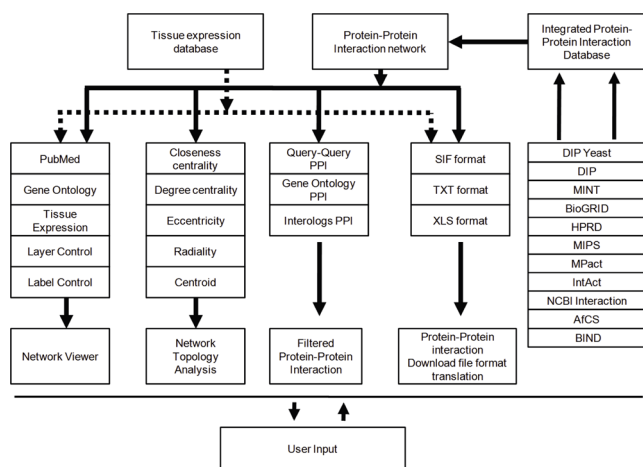 Tissue expression
database
Protein-Protein
Interaction network
Integrated Protein-
Protein Interaction
Database
PubMed
Gene Ontology
Tissue
Expression
Layer Control
Label Control
Network Viewer
Closeness
centrality
Degree centrality
Eccentricity
Radiality
Centroid
Network
Topology
Analysis
Query-Query
PPI
Gene Ontology
PPI
Interologs PPI
Filtered
Protein-Protein
Interaction
SIF format
TXT format
XLS format
Protein-Protein
interaction
Download file format
translation
DIP Yeast
DIP
MINT
BioGRID
HPRD
MIPS
MPact
IntAct
NCBI Interaction
AfCS
BIND
User Input